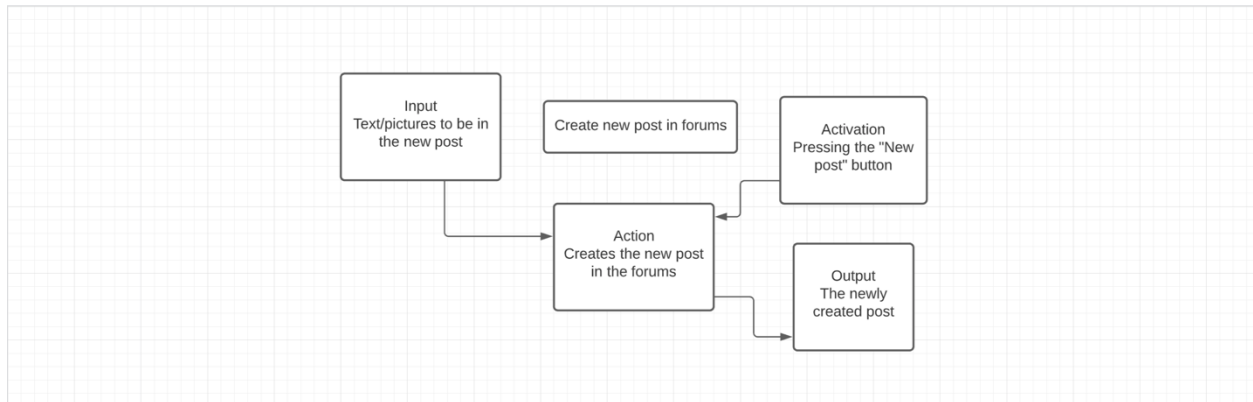 Input
Text/pictures to be in
the new post
Create new post in forums
Activation
Pressing the "New
post" button
Action
Creates the new post
in the forums
Output
The newly
created post